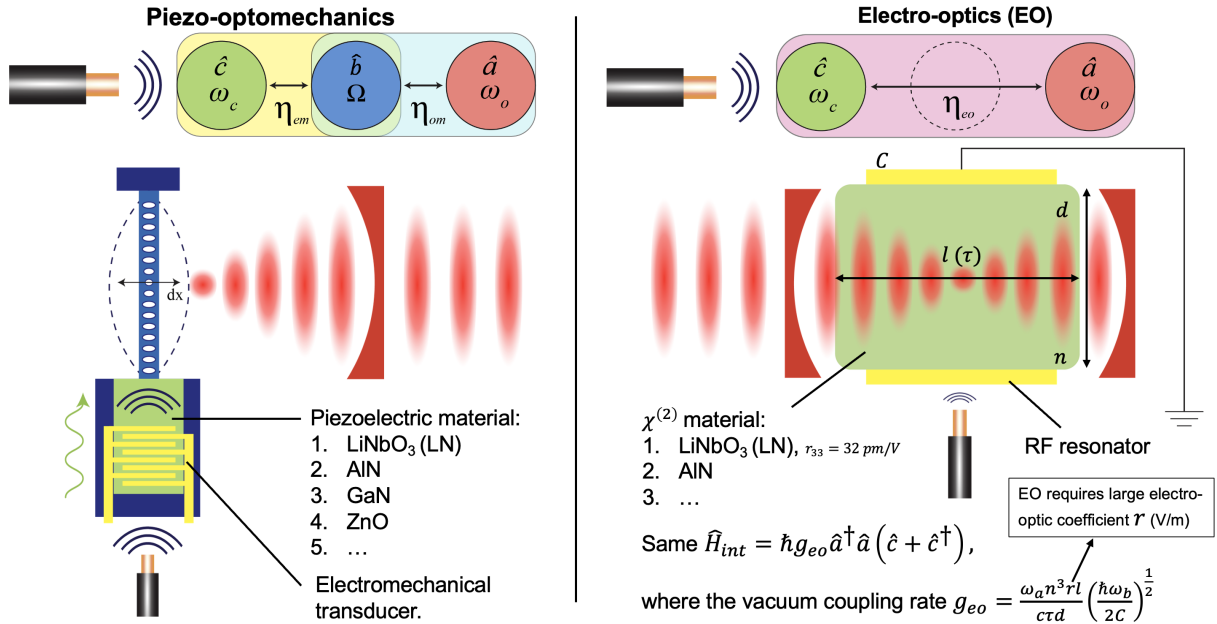 Piezo-optomechanics
ĉ
ω_c
η_em
b̂
Ω
η_om
â
ω_o
dx
Piezoelectric material:
1. LiNbO₃ (LN)
2. AlN
3. GaN
4. ZnO
5. …
Electromechanical
transducer.
Electro-optics (EO)
ĉ
ω_c
η_eo
â
ω_o
C
d
l (τ)
n
χ⁽²⁾ material:
1. LiNbO₃ (LN), r₃₃ = 32 pm/V
2. AlN
3. …
RF resonator
EO requires large electro-
optic coefficient r (V/m)
Same Ĥ_int = ħg_eo â†â (ĉ + ĉ†),
where the vacuum coupling rate g_eo = (ω_a n³ r l)/(cτd) (ħω_b/2C)^(1/2)